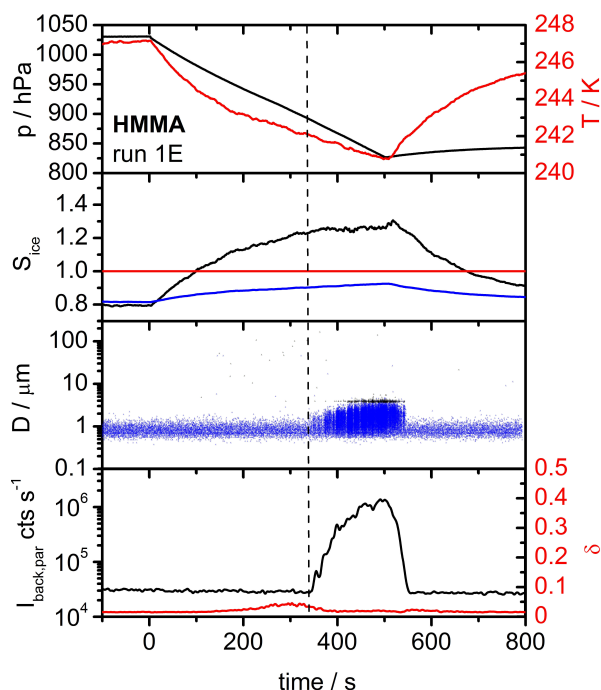 1050
1000
950
900
850
800
p / hPa
HMMA
run 1E
248
246
244
242
240
T / K
1.4
1.2
1.0
0.8
S_ice
100
10
1
0.1
D / μm
10^6
10^5
10^4
I_back,par cts s^-1
0.5
0.4
0.3
0.2
0.1
0
δ
0 200 400 600 800
time / s